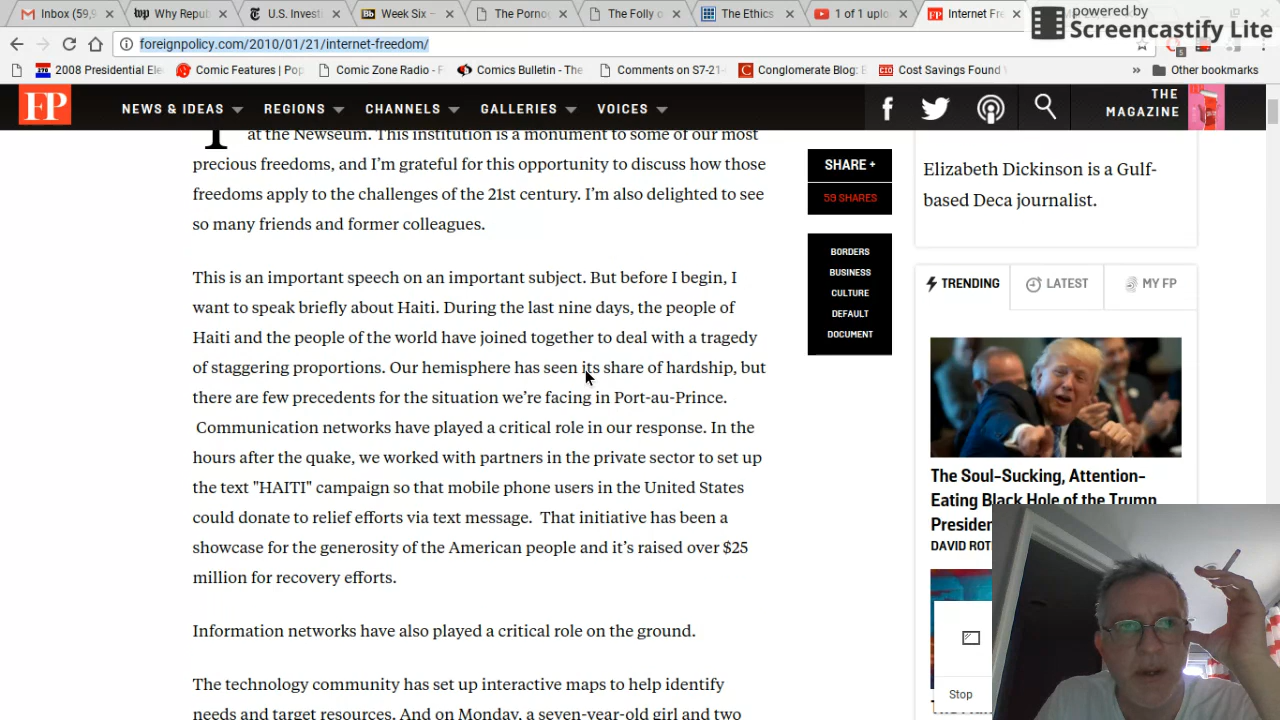 Inbox (59,9
Why Repub
U.S. Investi
Week Six –
The Pornog
The Folly o
The Ethics
1 of 1 uplo
Internet Fre
powered by
Screencastify Lite
foreignpolicy.com/2010/01/21/internet-freedom/
2008 Presidential Ele
Comic Features | Pop
Comic Zone Radio - F
Comics Bulletin - The
Comments on S7-21-
Conglomerate Blog: B
Cost Savings Found
Other bookmarks
FP
NEWS & IDEAS
REGIONS
CHANNELS
GALLERIES
VOICES
THE
MAGAZINE
at the Newseum. This institution is a monument to some of our most
precious freedoms, and I'm grateful for this opportunity to discuss how those
freedoms apply to the challenges of the 21st century. I'm also delighted to see
so many friends and former colleagues.
This is an important speech on an important subject. But before I begin, I
want to speak briefly about Haiti. During the last nine days, the people of
Haiti and the people of the world have joined together to deal with a tragedy
of staggering proportions. Our hemisphere has seen its share of hardship, but
there are few precedents for the situation we're facing in Port-au-Prince.
Communication networks have played a critical role in our response. In the
hours after the quake, we worked with partners in the private sector to set up
the text "HAITI" campaign so that mobile phone users in the United States
could donate to relief efforts via text message. That initiative has been a
showcase for the generosity of the American people and it's raised over $25
million for recovery efforts.
Information networks have also played a critical role on the ground.
The technology community has set up interactive maps to help identify
needs and target resources. And on Monday, a seven-year-old girl and two
SHARE +
59 SHARES
BORDERS
BUSINESS
CULTURE
DEFAULT
DOCUMENT
Elizabeth Dickinson is a Gulf-
based Deca journalist.
TRENDING
LATEST
MY FP
The Soul-Sucking, Attention-
Eating Black Hole of the Trump
Presiden
DAVID ROT
Stop